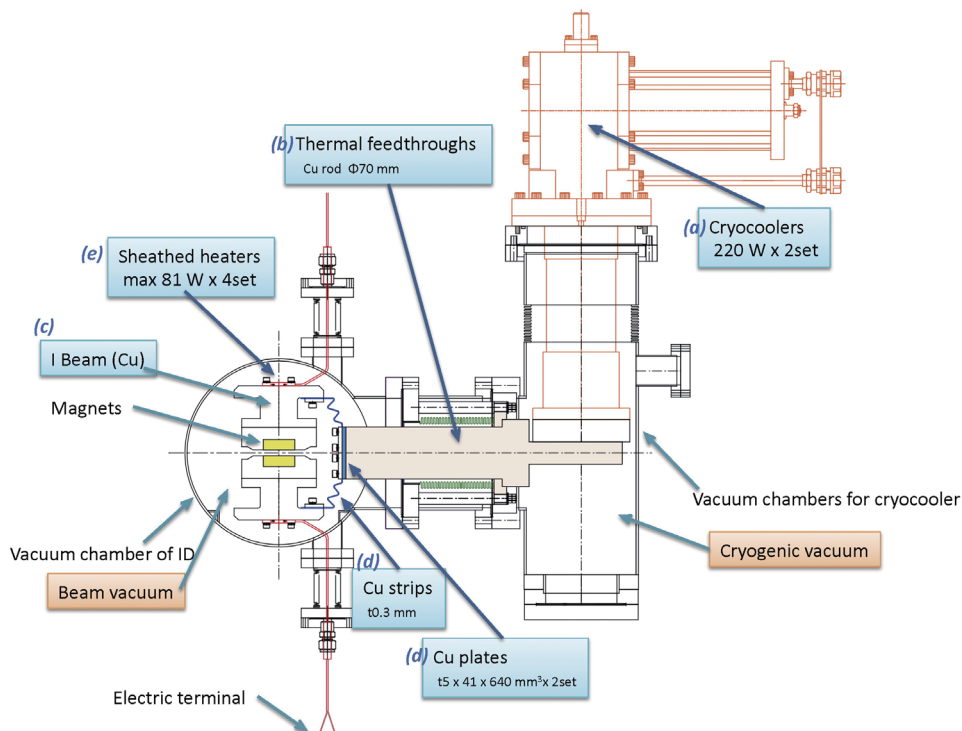 (b) Thermal feedthroughs
Cu rod Φ70 mm
(a) Cryocoolers
220 W x 2set
(e) Sheathed heaters
max 81 W x 4set
(c)
I Beam (Cu)
Magnets
Vacuum chambers for cryocooler
Cryogenic vacuum
Vacuum chamber of ID
Beam vacuum
(d)
Cu strips
t0.3 mm
(d) Cu plates
t5 x 41 x 640 mm³x 2set
Electric terminal